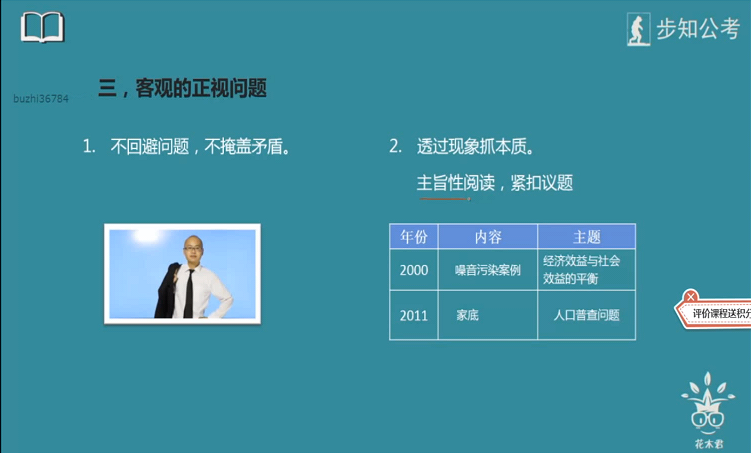 步知公考
三，客观的正视问题
buzhi36784
1. 不回避问题，不掩盖矛盾。
2. 透过现象抓本质。
主旨性阅读，紧扣议题
年份 内容 主题
2000 噪音污染案例 经济效益与社会
效益的平衡
2011 家底 人口普查问题
评价课程送积分
花木君